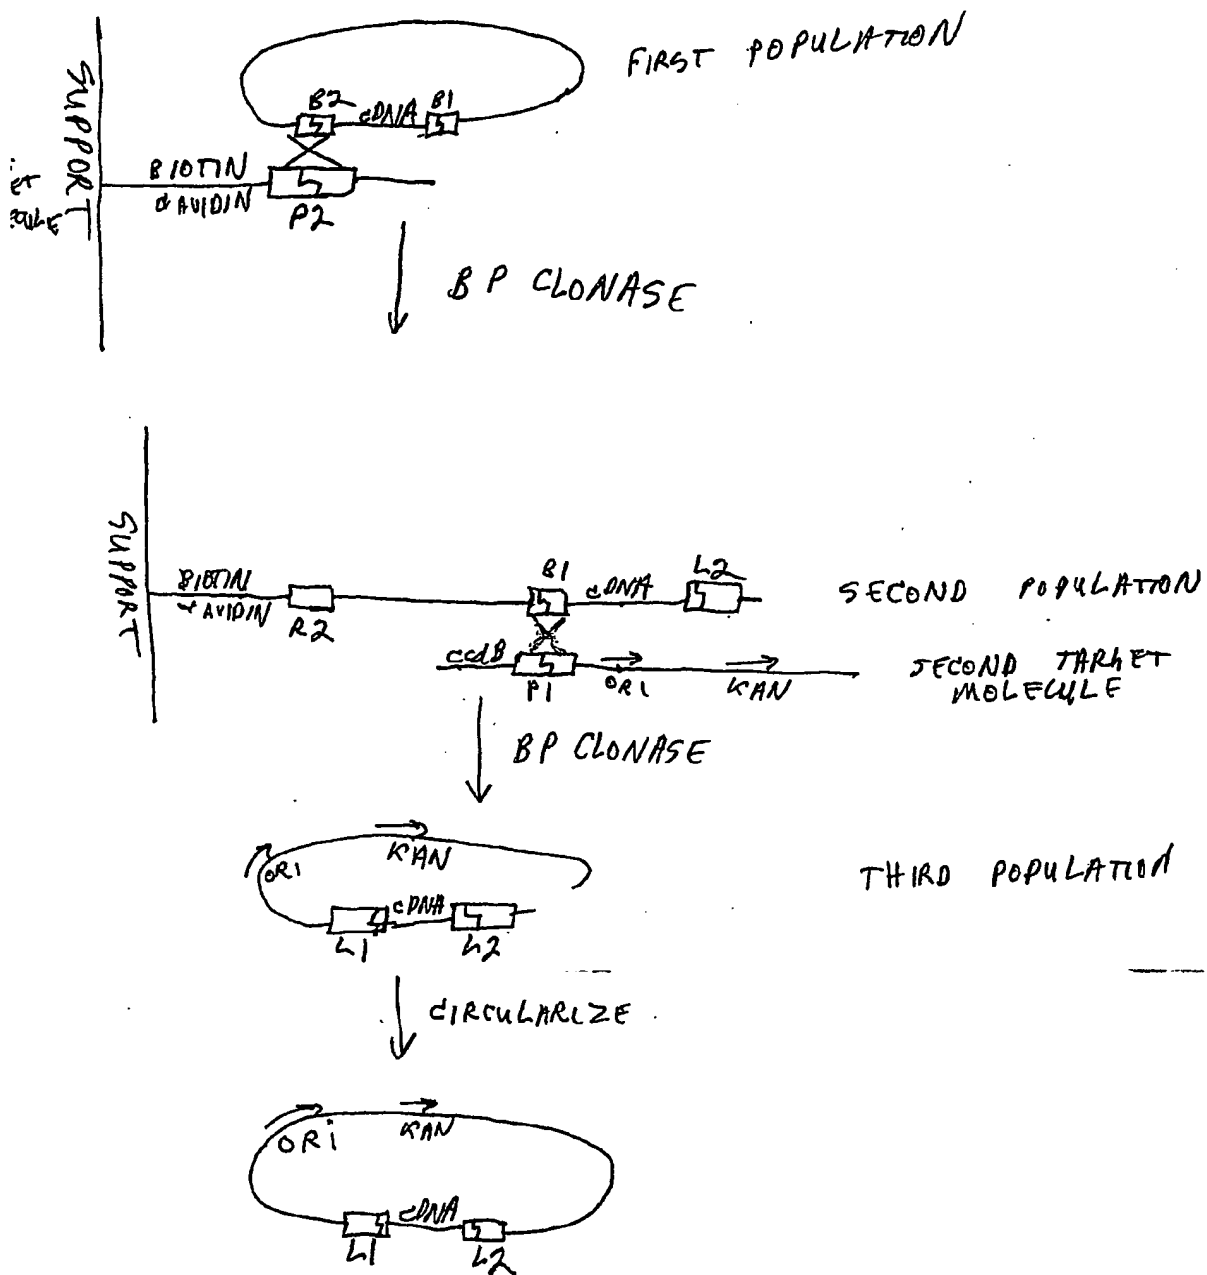 FIRST POPULATION
SUPPORT
B2 cDNA B1
BIOTIN
AVIDIN
P2
BP CLONASE
SUPPORT
BIOTIN
AVIDIN
R2
B1 cDNA L2
SECOND POPULATION
ccdB P1 ORI KAN
SECOND TARGET
MOLECULE
BP CLONASE
ORI KAN
THIRD POPULATION
L1 cDNA L2
CIRCULARIZE
ORi KAN
L1 cDNA L2